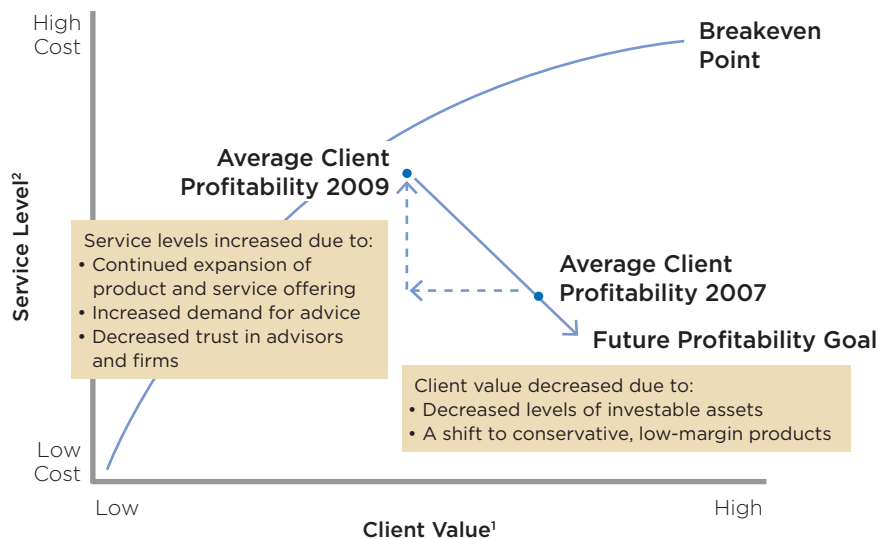 High
Cost
Breakeven
Point
Average Client
Profitability 2009
Service Level²
Service levels increased due to:
• Continued expansion of
product and service offering
• Increased demand for advice
• Decreased trust in advisors
and firms
Average Client
Profitability 2007
Future Profitability Goal
Client value decreased due to:
• Decreased levels of investable assets
• A shift to conservative, low-margin products
Low
Cost
Low
High
Client Value¹